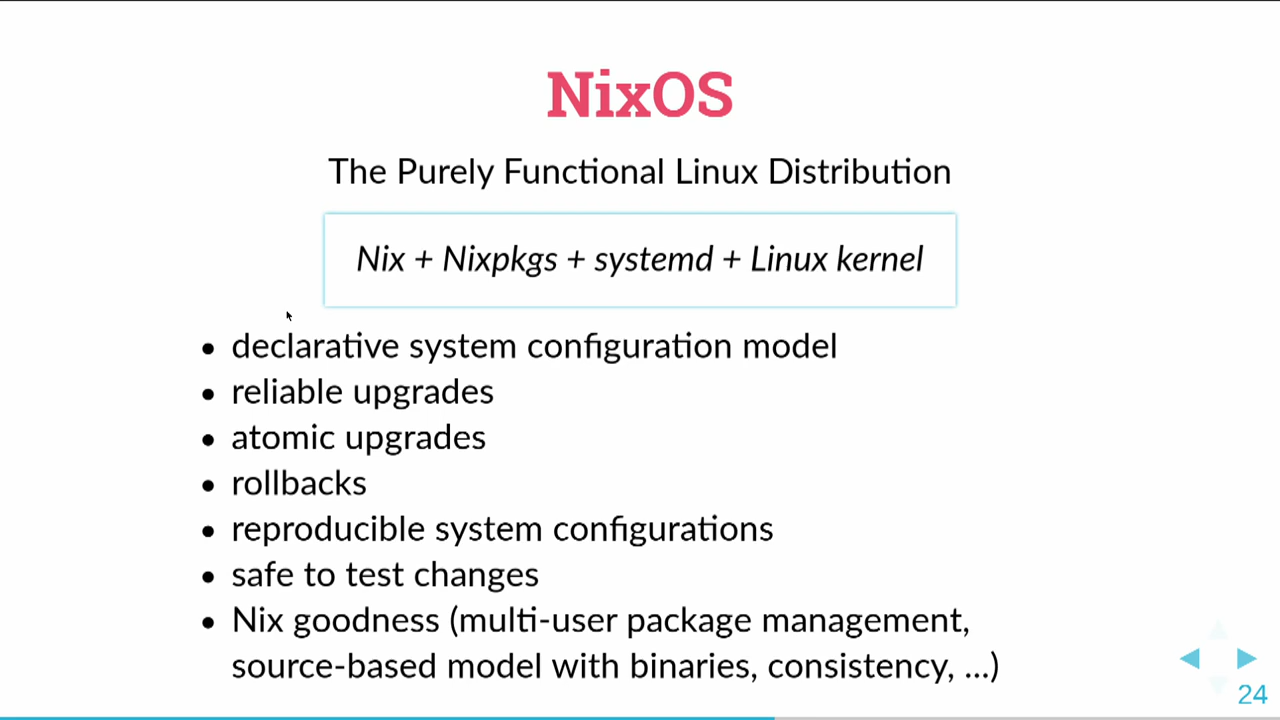 NixOS
The Purely Functional Linux Distribution
Nix + Nixpkgs + systemd + Linux kernel
• declarative system configuration model
• reliable upgrades
• atomic upgrades
• rollbacks
• reproducible system configurations
• safe to test changes
• Nix goodness (multi-user package management,
source-based model with binaries, consistency, ...)
24